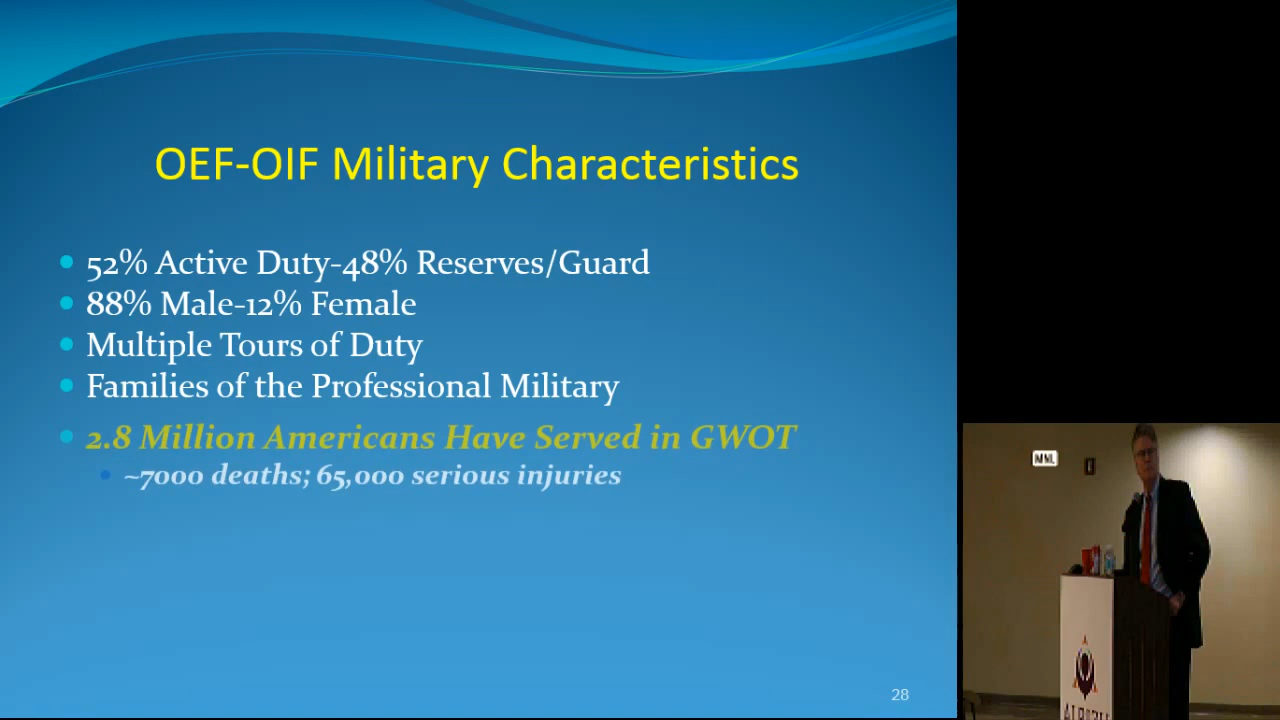 OEF-OIF Military Characteristics
52% Active Duty-48% Reserves/Guard
88% Male-12% Female
Multiple Tours of Duty
Families of the Professional Military
2.8 Million Americans Have Served in GWOT
~7000 deaths; 65,000 serious injuries
28